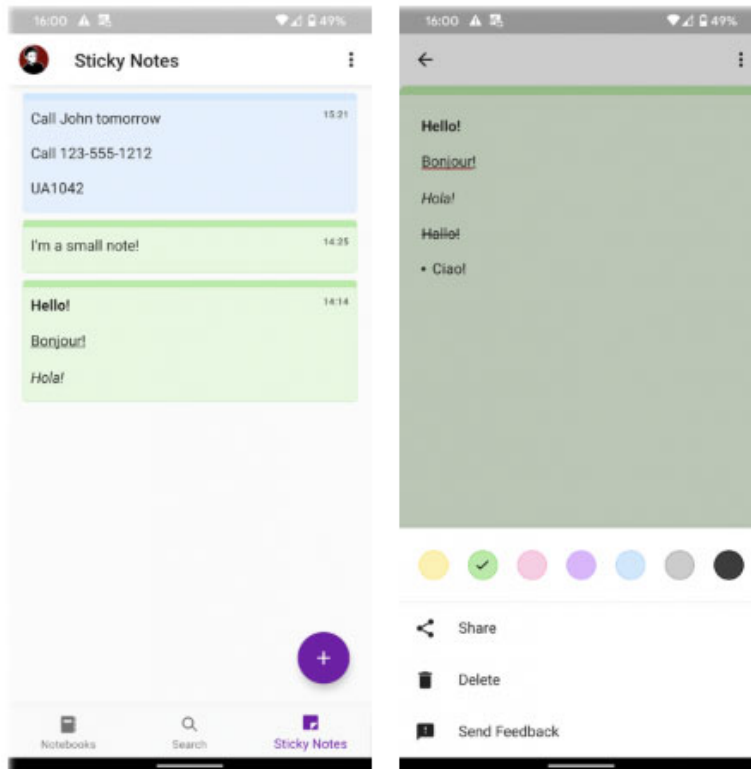 16:00 49%
Sticky Notes
Call John tomorrow 15:21
Call 123-555-1212
UA1042
I'm a small note! 14:25
Hello! 14:14
Bonjour!
Hola!
Notebooks Search Sticky Notes
16:00 49%
Hello!
Bonjour!
Hola!
Hallo!
• Ciao!
Share
Delete
Send Feedback